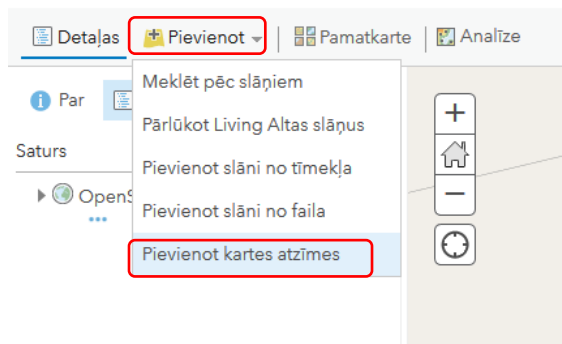 Detaļas Pievienot Pamatkarte Analīze
Meklēt pēc slāņiem
Par
Pārlūkot Living Altas slāņus
Saturs
Pievienot slāni no tīmekļa
OpenS
Pievienot slāni no faila
Pievienot kartes atzīmes